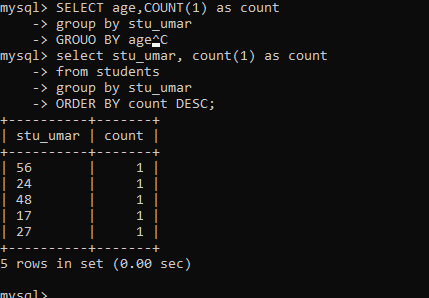 mysql> SELECT age,COUNT(1) as count
    -> group by stu_umar
    -> GROUO BY age^C
mysql> select stu_umar, count(1) as count
    -> from students
    -> group by stu_umar
    -> ORDER BY count DESC;
+----------+-------+
| stu_umar | count |
+----------+-------+
| 56       |     1 |
| 24       |     1 |
| 48       |     1 |
| 17       |     1 |
| 27       |     1 |
+----------+-------+
5 rows in set (0.00 sec)
mysql>